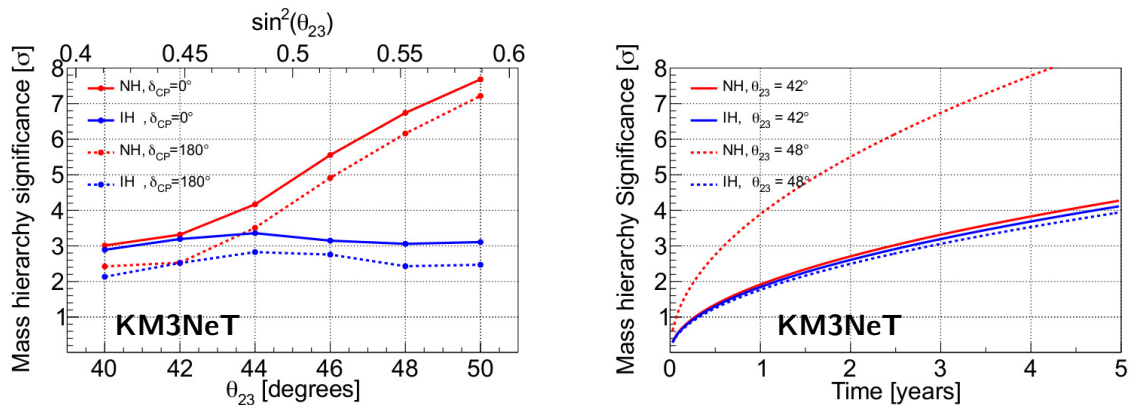 sin²(θ₂₃)
0.4 0.45 0.5 0.55 0.6
Mass hierarchy significance [σ]
8
7
6
5
4
3
2
1
NH, δCP=0°
IH , δCP=0°
NH, δCP=180°
IH , δCP=180°
KM3NeT
40 42 44 46 48 50
θ₂₃ [degrees]
Mass hierarchy Significance [σ]
8
7
6
5
4
3
2
1
NH, θ₂₃ = 42°
IH, θ₂₃ = 42°
NH, θ₂₃ = 48°
IH, θ₂₃ = 48°
KM3NeT
0 1 2 3 4 5
Time [years]